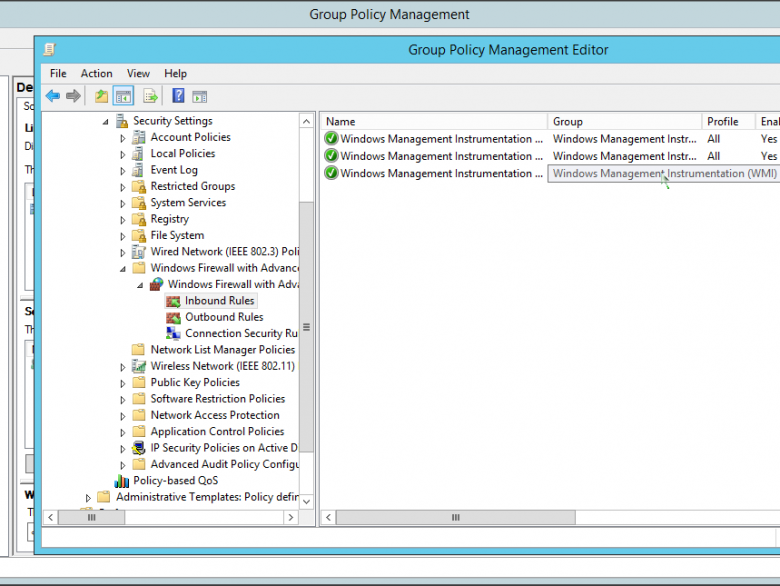 Group Policy Management
Group Policy Management Editor
File Action View Help
De
Sc
Li
Di
Th
Se
Th
W
T
Security Settings
Account Policies
Local Policies
Event Log
Restricted Groups
System Services
Registry
File System
Wired Network (IEEE 802.3) Poli
Windows Firewall with Advanc
Windows Firewall with Adva
Inbound Rules
Outbound Rules
Connection Security Ru
Network List Manager Policies
Wireless Network (IEEE 802.11)
Public Key Policies
Software Restriction Policies
Network Access Protection
Application Control Policies
IP Security Policies on Active D
Advanced Audit Policy Configu
Policy-based QoS
Administrative Templates: Policy defin
Name Group Profile Enal
Windows Management Instrumentation ... Windows Management Instr... All Yes
Windows Management Instrumentation ... Windows Management Instr... All Yes
Windows Management Instrumentation ... Windows Management Instrumentation (WMI) Yes